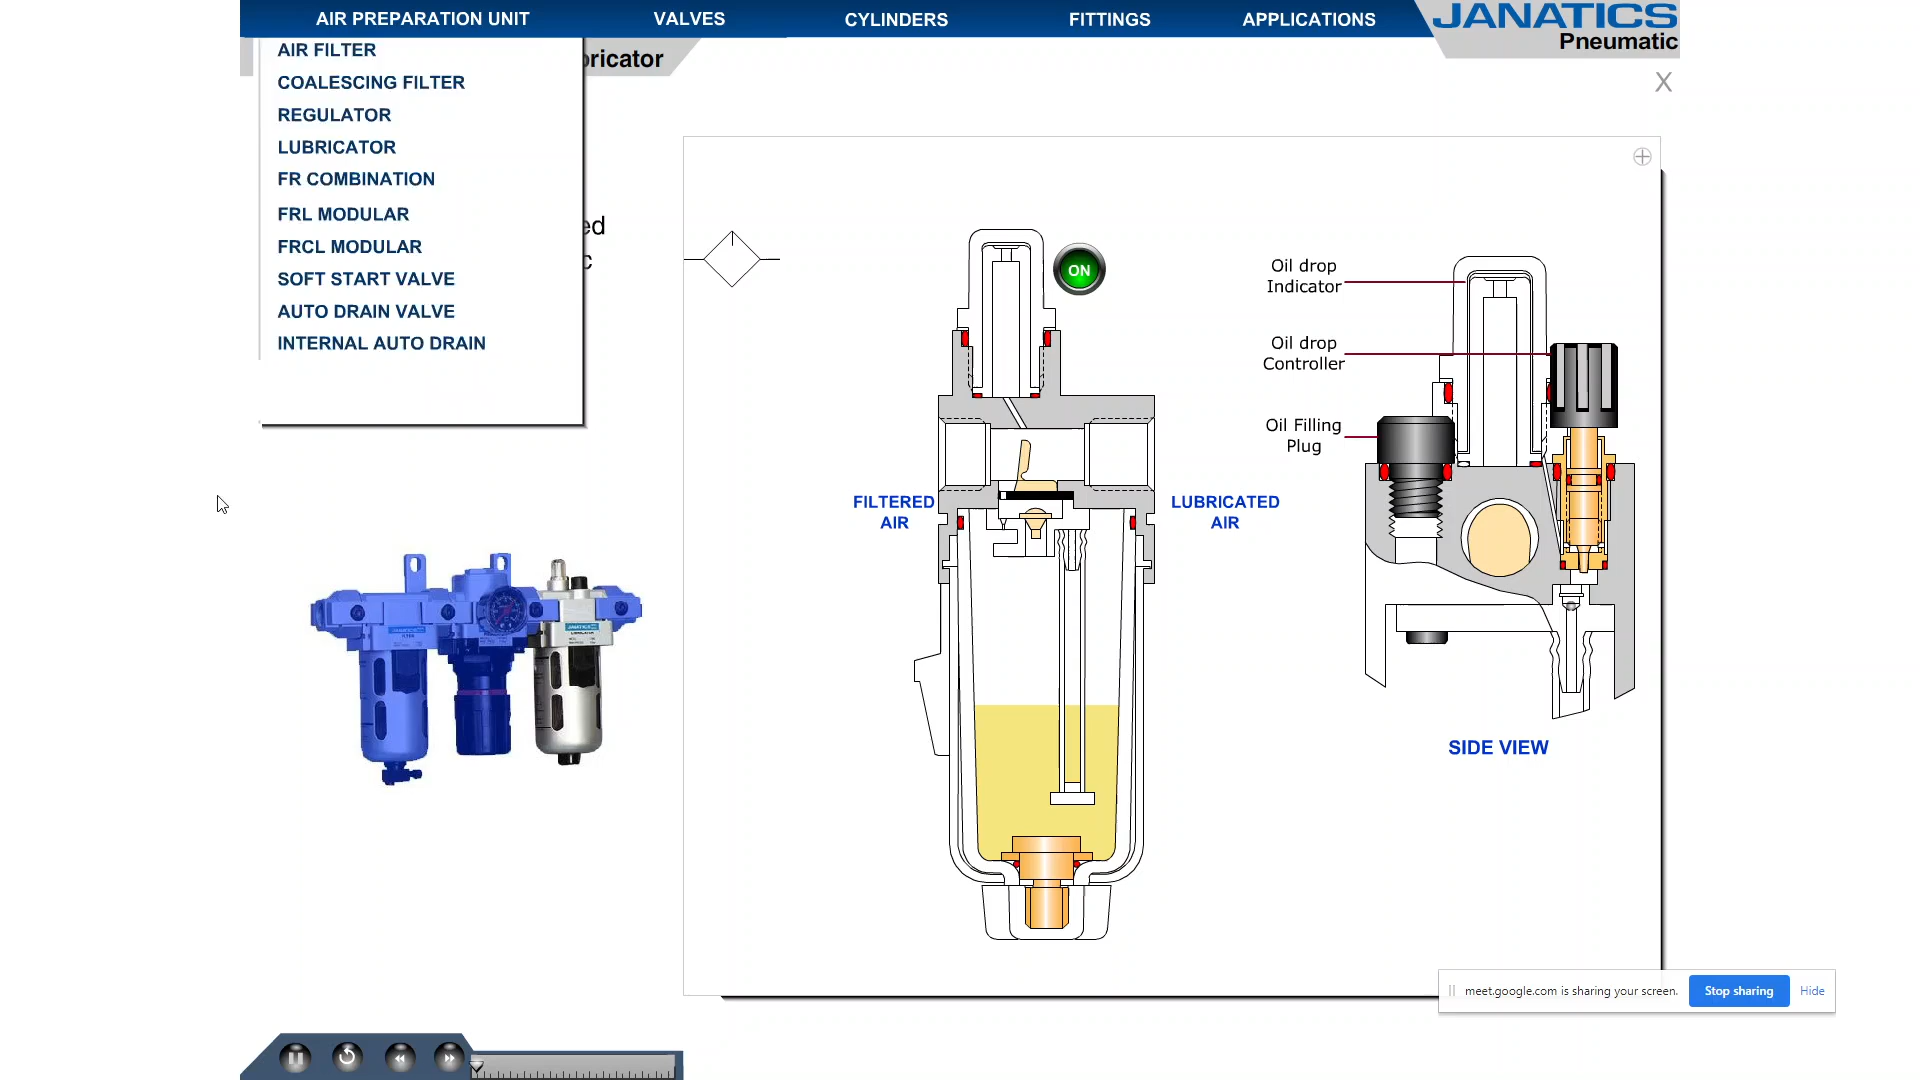 AIR PREPARATION UNIT
VALVES
CYLINDERS
FITTINGS
APPLICATIONS
JANATICS
Pneumatic
AIR FILTER
COALESCING FILTER
REGULATOR
LUBRICATOR
FR COMBINATION
FRL MODULAR
FRCL MODULAR
SOFT START VALVE
AUTO DRAIN VALVE
INTERNAL AUTO DRAIN
bricator
X
ed
c
ON
Oil drop
Indicator
Oil drop
Controller
Oil Filling
Plug
FILTERED
AIR
LUBRICATED
AIR
SIDE VIEW
JANATICS
meet.google.com is sharing your screen.
Stop sharing
Hide